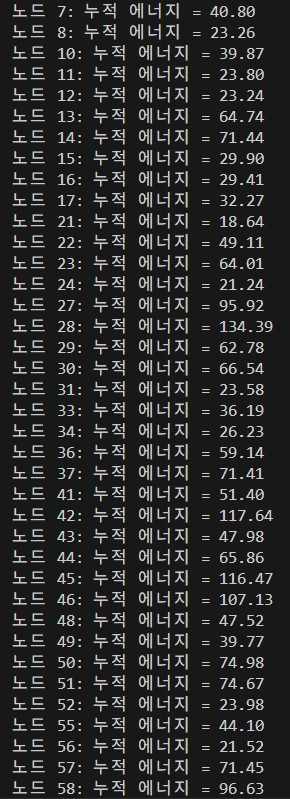 노드 7: 누적 에너지 = 40.80
노드 8: 누적 에너지 = 23.26
노드 10: 누적 에너지 = 39.87
노드 11: 누적 에너지 = 23.80
노드 12: 누적 에너지 = 23.24
노드 13: 누적 에너지 = 64.74
노드 14: 누적 에너지 = 71.44
노드 15: 누적 에너지 = 29.90
노드 16: 누적 에너지 = 29.41
노드 17: 누적 에너지 = 32.27
노드 21: 누적 에너지 = 18.64
노드 22: 누적 에너지 = 49.11
노드 23: 누적 에너지 = 64.01
노드 24: 누적 에너지 = 21.24
노드 27: 누적 에너지 = 95.92
노드 28: 누적 에너지 = 134.39
노드 29: 누적 에너지 = 62.78
노드 30: 누적 에너지 = 66.54
노드 31: 누적 에너지 = 23.58
노드 33: 누적 에너지 = 36.19
노드 34: 누적 에너지 = 26.23
노드 36: 누적 에너지 = 59.14
노드 37: 누적 에너지 = 71.41
노드 41: 누적 에너지 = 51.40
노드 42: 누적 에너지 = 117.64
노드 43: 누적 에너지 = 47.98
노드 44: 누적 에너지 = 65.86
노드 45: 누적 에너지 = 116.47
노드 46: 누적 에너지 = 107.13
노드 48: 누적 에너지 = 47.52
노드 49: 누적 에너지 = 39.77
노드 50: 누적 에너지 = 74.98
노드 51: 누적 에너지 = 74.67
노드 52: 누적 에너지 = 23.98
노드 55: 누적 에너지 = 44.10
노드 56: 누적 에너지 = 21.52
노드 57: 누적 에너지 = 71.45
노드 58: 누적 에너지 = 96.63